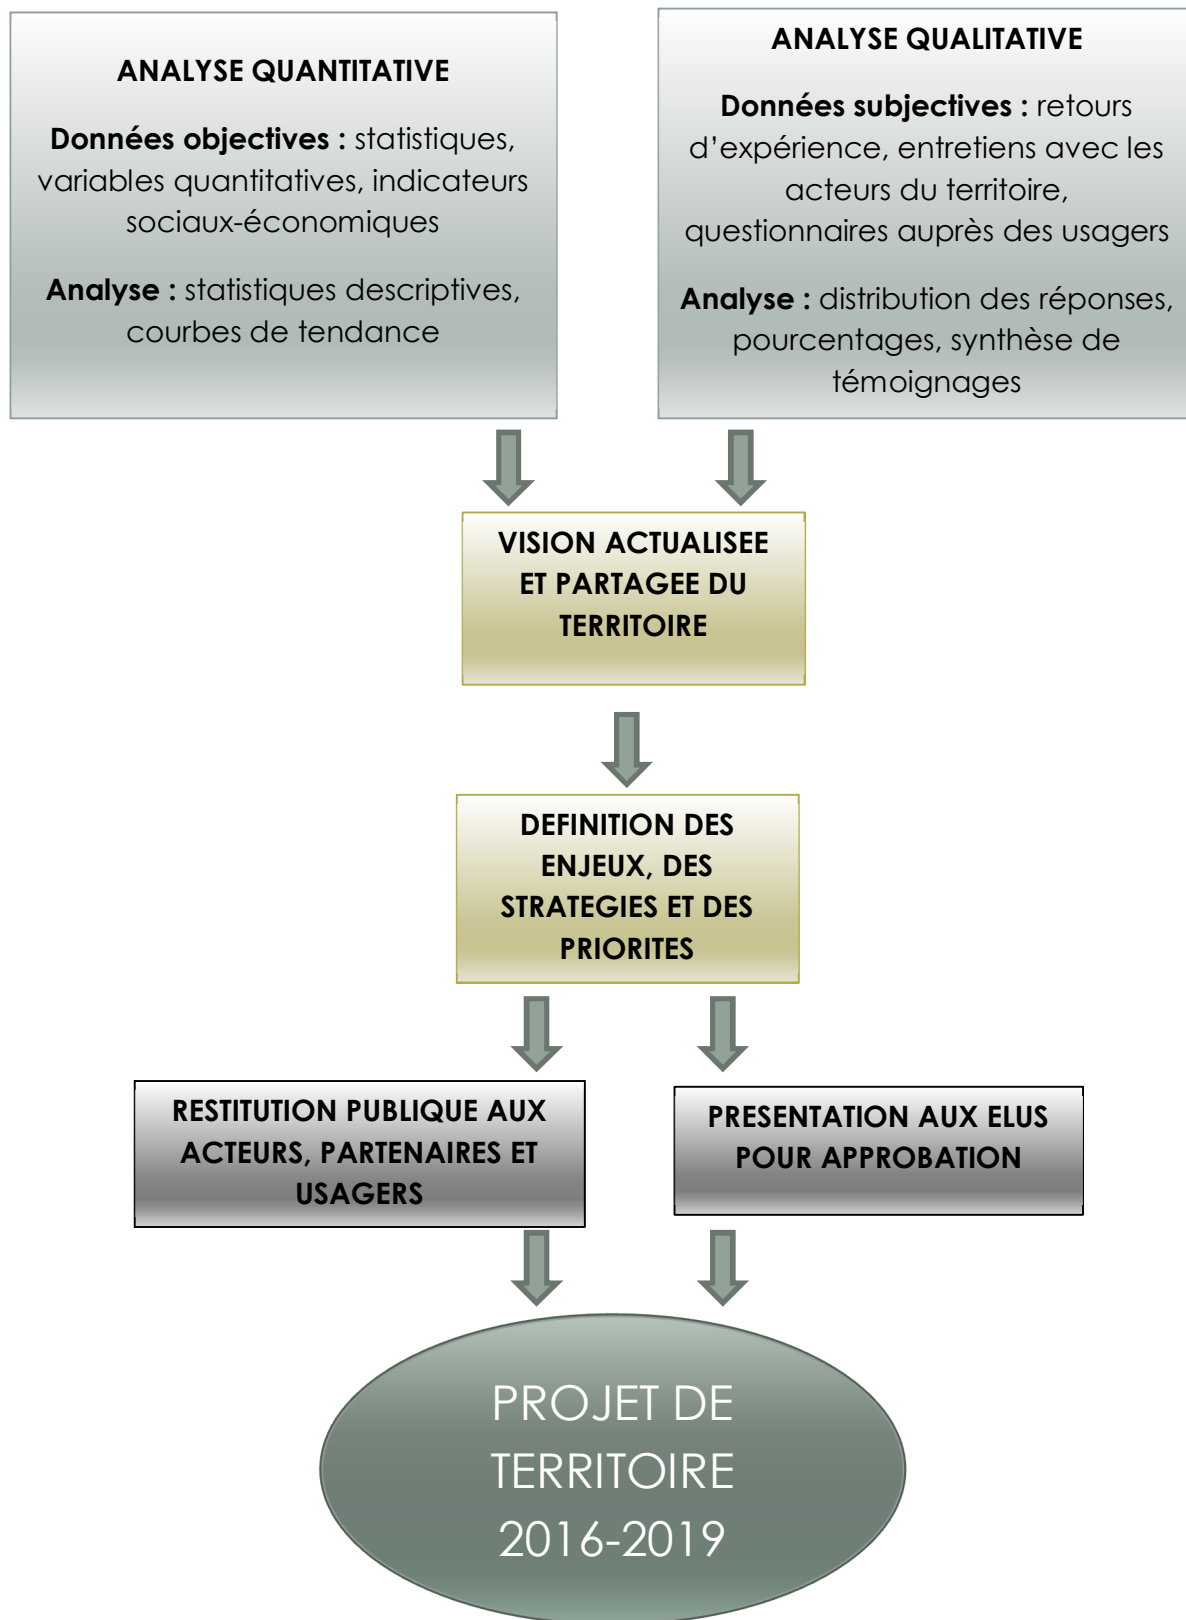 ANALYSE QUANTITATIVE
Données objectives : statistiques,
variables quantitatives, indicateurs
sociaux-économiques
Analyse : statistiques descriptives,
courbes de tendance
ANALYSE QUALITATIVE
Données subjectives : retours
d’expérience, entretiens avec les
acteurs du territoire,
questionnaires auprès des usagers
Analyse : distribution des réponses,
pourcentages, synthèse de
témoignages
VISION ACTUALISEE
ET PARTAGEE DU
TERRITOIRE
DEFINITION DES
ENJEUX, DES
STRATEGIES ET DES
PRIORITES
RESTITUTION PUBLIQUE AUX
ACTEURS, PARTENAIRES ET
USAGERS
PRESENTATION AUX ELUS
POUR APPROBATION
PROJET DE
TERRITOIRE
2016-2019